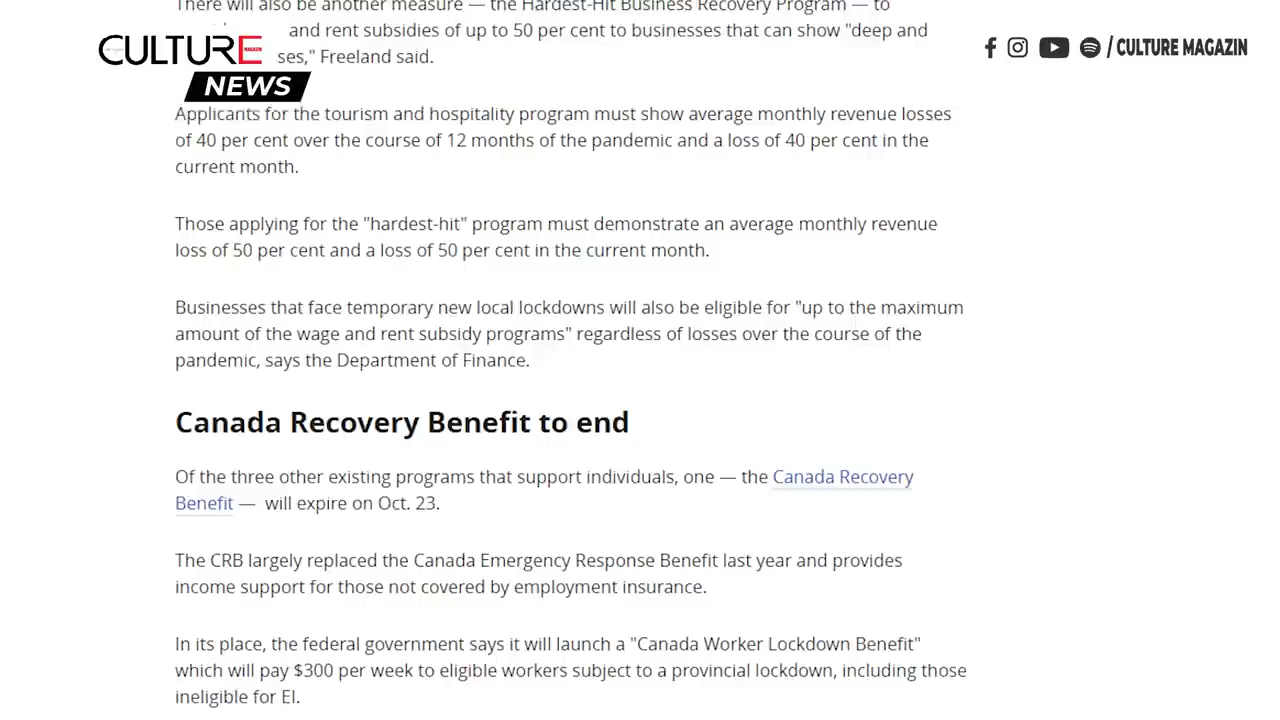 There will also be another measure — the Hardest-Hit Business Recovery Program — to
and rent subsidies of up to 50 per cent to businesses that can show "deep and
ses," Freeland said.
CULTURE
NEWS
/ CULTURE MAGAZIN
Applicants for the tourism and hospitality program must show average monthly revenue losses
of 40 per cent over the course of 12 months of the pandemic and a loss of 40 per cent in the
current month.
Those applying for the "hardest-hit" program must demonstrate an average monthly revenue
loss of 50 per cent and a loss of 50 per cent in the current month.
Businesses that face temporary new local lockdowns will also be eligible for "up to the maximum
amount of the wage and rent subsidy programs" regardless of losses over the course of the
pandemic, says the Department of Finance.
Canada Recovery Benefit to end
Of the three other existing programs that support individuals, one — the Canada Recovery
Benefit — will expire on Oct. 23.
The CRB largely replaced the Canada Emergency Response Benefit last year and provides
income support for those not covered by employment insurance.
In its place, the federal government says it will launch a "Canada Worker Lockdown Benefit"
which will pay $300 per week to eligible workers subject to a provincial lockdown, including those
ineligible for EI.